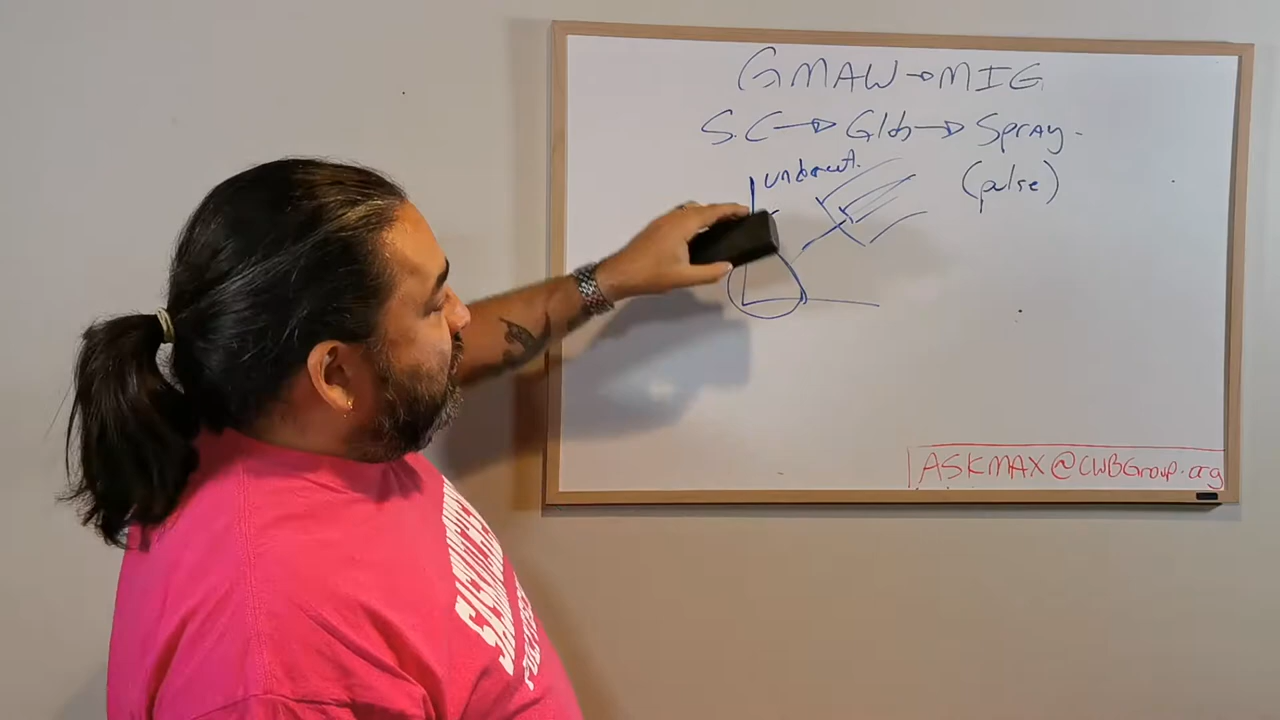 GMAW → MIG
S.C → Glob → Spray
undercut.
(pulse)
ASKMAX@CWBGroup.org